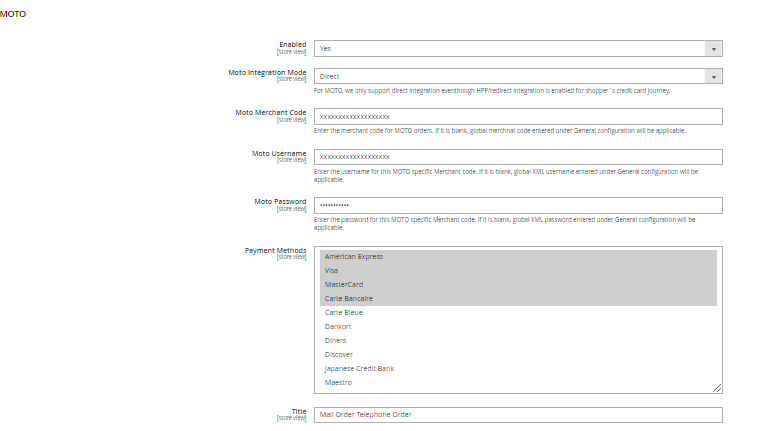 MOTO
Enabled
[store view]
Yes
Moto Integration Mode
[store view]
Direct
For MOTO, we only support direct integration eventhough HPP/redirect integration is enabled for shopper`s credit card journey.
Moto Merchant Code
[store view]
xxxxxxxxxxxxxxxxxxx
Enter the merchant code for MOTO orders. If it is blank, global merchnat code entered under General configuration will be applicable.
Moto Username
[store view]
xxxxxxxxxxxxxxxxxxx
Enter the username for this MOTO specific Merchant code. If it is blank, global XML username entered under General configuration will be
applicable.
Moto Password
[store view]
•••••••••••
Enter the password for this MOTO specific Merchant code. If it is blank, global XML password entered under General configuration will be
applicable.
Payment Methods
[store view]
American Express
Visa
MasterCard
Carte Bancaire
Carte Bleue
Dankort
Diners
Discover
Japanese Credit Bank
Maestro
Title
[store view]
Mail Order Telephone Order